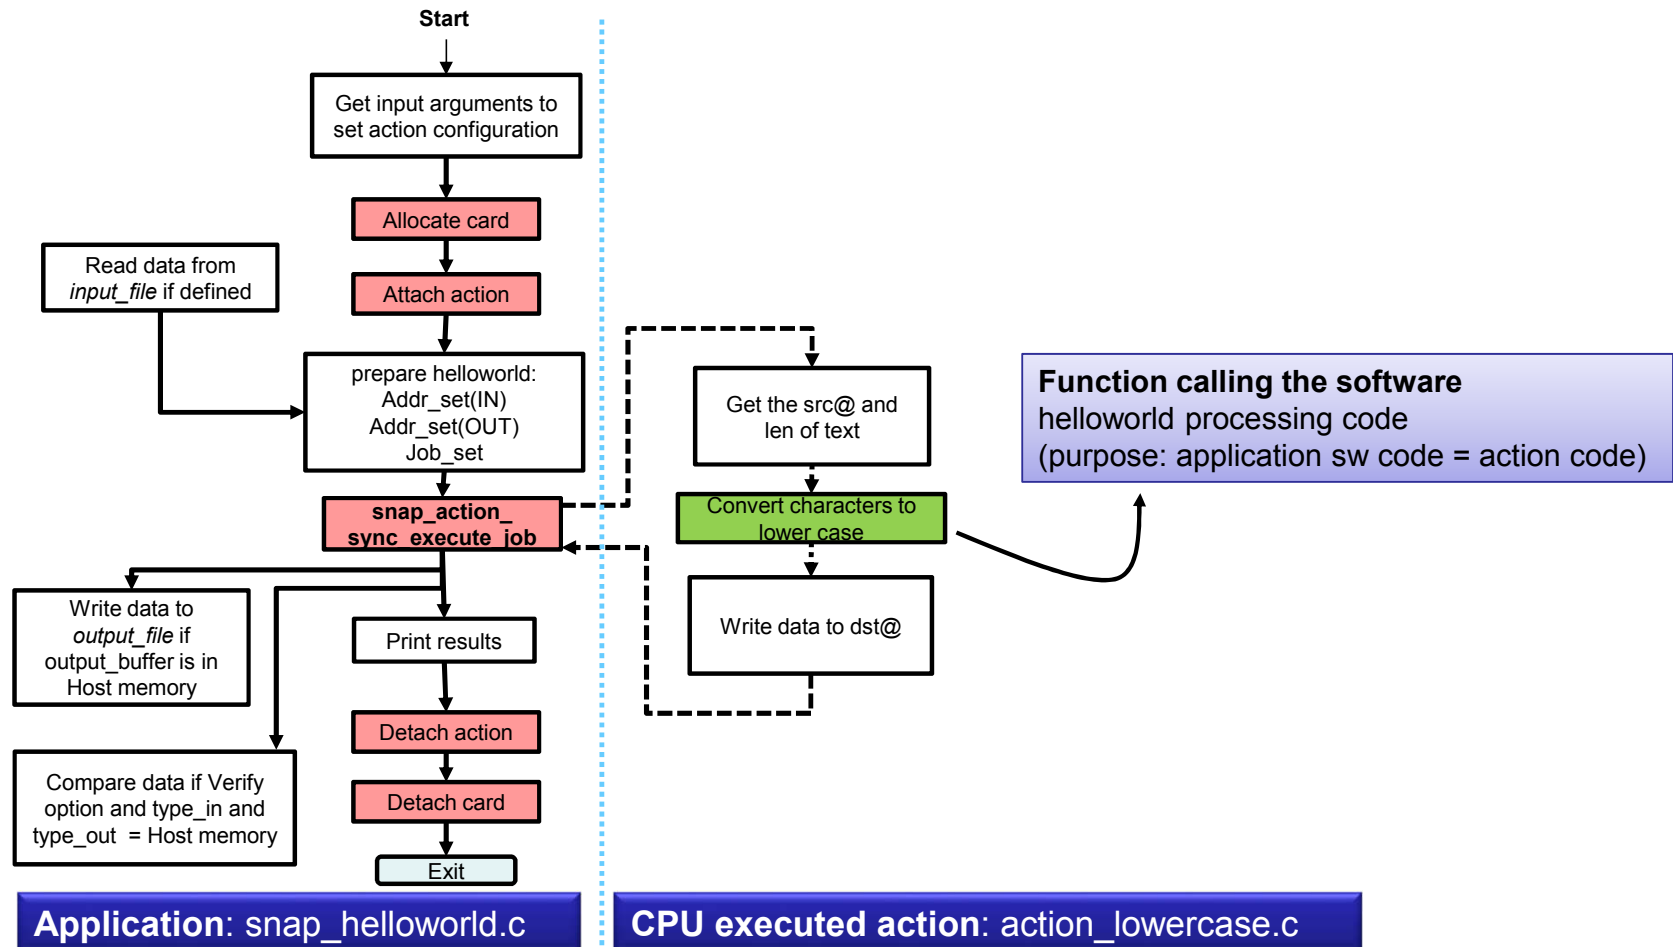 Start
Get input arguments to
set action configuration
Allocate card
Read data from
input_file if defined
Attach action
prepare helloworld:
Addr_set(IN)
Addr_set(OUT)
Job_set
snap_action_
sync_execute_job
Write data to
output_file if
output_buffer is in
Host memory
Print results
Compare data if Verify
option and type_in and
type_out = Host memory
Detach action
Detach card
Exit
Application: snap_helloworld.c
Get the src@ and
len of text
Convert characters to
lower case
Write data to dst@
Function calling the software
helloworld processing code
(purpose: application sw code = action code)
CPU executed action: action_lowercase.c